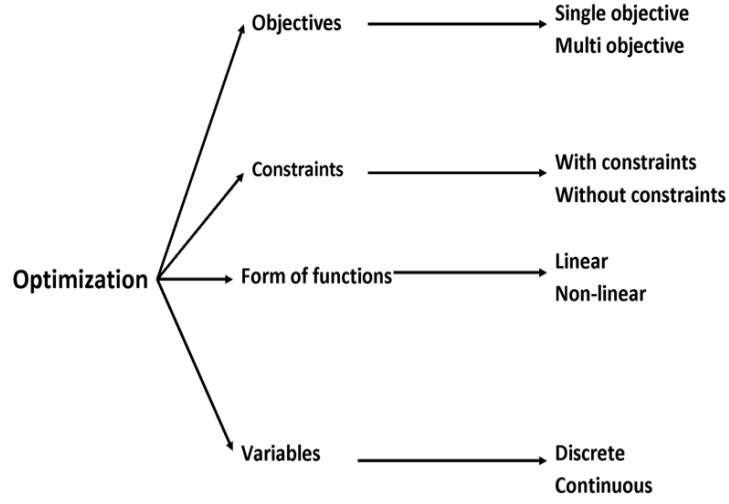 Optimization
Objectives
Single objective
Multi objective
Constraints
With constraints
Without constraints
Form of functions
Linear
Non-linear
Variables
Discrete
Continuous